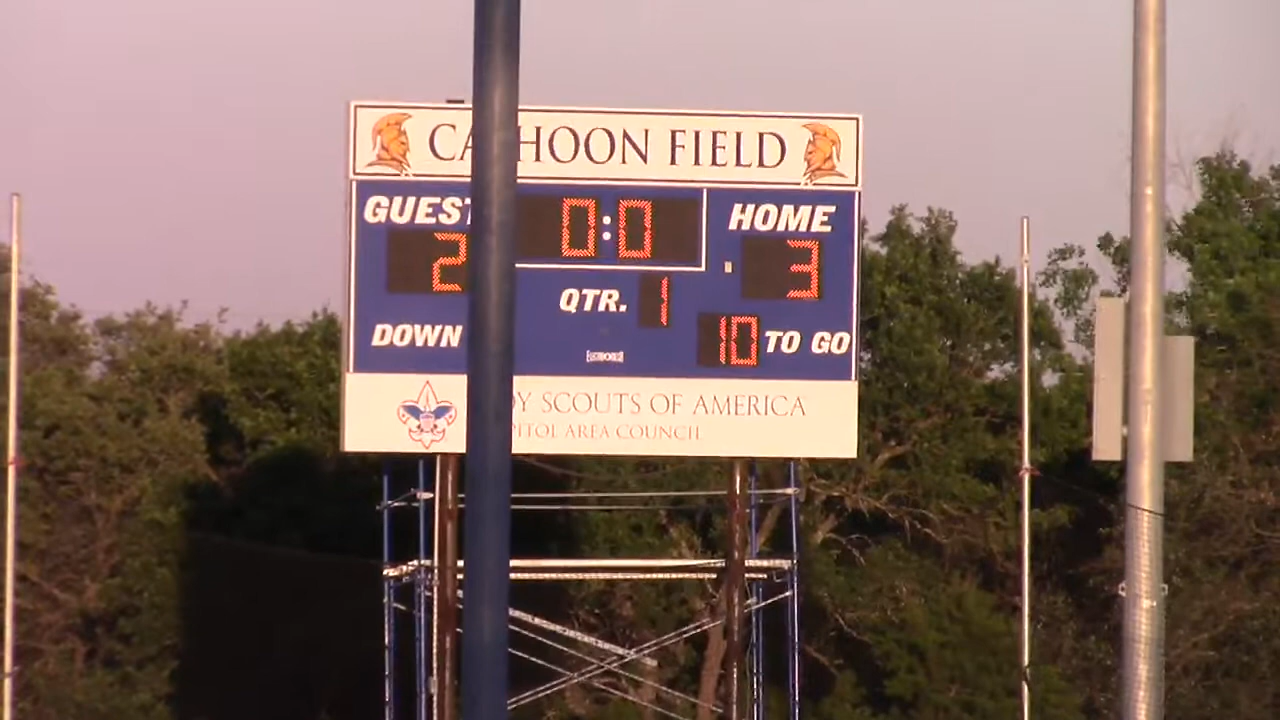 CA HOON FIELD
GUEST 0:0 HOME
2 3
QTR. 1
DOWN 10 TO GO
OY SCOUTS OF AMERICA
PITOL AREA COUNCIL